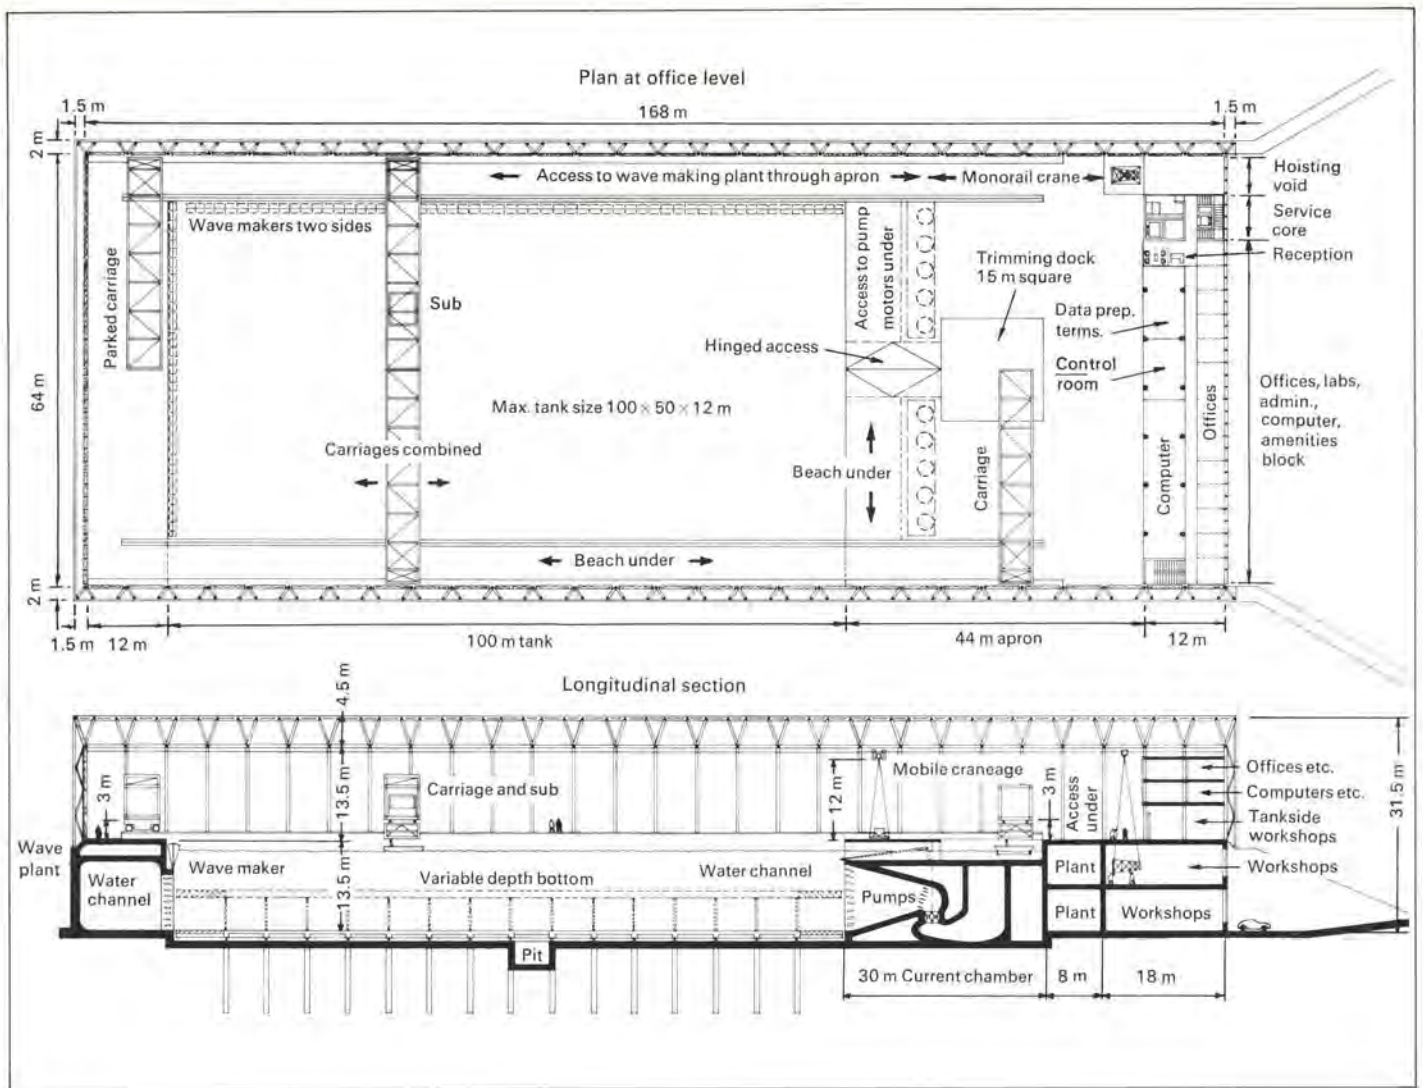 Plan at office level
1.5 m
168 m
1.5 m
2 m
64 m
2 m
Access to wave making plant through apron
Monorail crane
Hoisting
void
Service
core
Reception
Wave makers two sides
Parked carriage
Sub
Access to pump
motors under
Trimming dock
15 m square
Data prep.
terms.
Hinged access
Control
room
Max. tank size 100 × 50 × 12 m
Offices
Offices, labs,
admin.,
computer,
amenities
block
Carriages combined
Beach under
Carriage
Computer
Beach under
1.5 m
12 m
100 m tank
44 m apron
12 m
Longitudinal section
4.5 m
13.5 m
13.5 m
3 m
Carriage and sub
12 m
Mobile craneage
3 m
Access
under
Offices etc.
Computers etc.
Tankside
workshops
31.5 m
Wave
plant
Water
channel
Wave maker
Variable depth bottom
Water channel
Pumps
Plant
Workshops
Plant
Workshops
Pit
30 m Current chamber
8 m
18 m